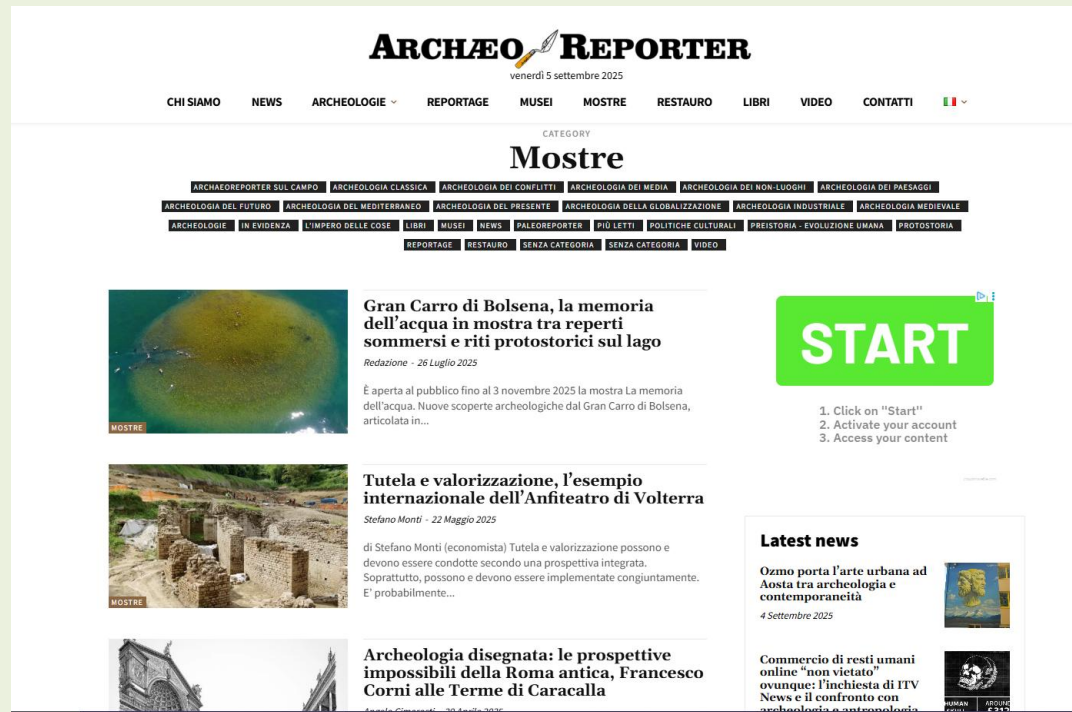 ARCHÆO REPORTER
venerdì 5 settembre 2025
CHI SIAMO NEWS ARCHEOLOGIE REPORTAGE MUSEI MOSTRE RESTAURO LIBRI VIDEO CONTATTI
CATEGORY
Mostre
ARCHAEOREPORTER SUL CAMPO ARCHEOLOGIA CLASSICA ARCHEOLOGIA DEI CONFLITTI ARCHEOLOGIA DEI MEDIA ARCHEOLOGIA DEI NON-LUOGHI ARCHEOLOGIA DEI PAESAGGI
ARCHEOLOGIA DEL FUTURO ARCHEOLOGIA DEL MEDITERRANEO ARCHEOLOGIA DEL PRESENTE ARCHEOLOGIA DELLA GLOBALIZZAZIONE ARCHEOLOGIA INDUSTRIALE ARCHEOLOGIA MEDIEVALE
ARCHEOLOGIE IN EVIDENZA L'IMPERO DELLE COSE LIBRI MUSEI NEWS PALEOREPORTER PIÙ LETTI POLITICHE CULTURALI PREISTORIA - EVOLUZIONE UMANA PROTOSTORIA
REPORTAGE RESTAURO SENZA CATEGORIA SENZA CATEGORIA VIDEO
Gran Carro di Bolsena, la memoria
dell'acqua in mostra tra reperti
sommersi e riti protostorici sul lago
Redazione - 26 Luglio 2025
È aperta al pubblico fino al 3 novembre 2025 la mostra La memoria
dell'acqua. Nuove scoperte archeologiche dal Gran Carro di Bolsena,
articolata in...
MOSTRE
Tutela e valorizzazione, l'esempio
internazionale dell'Anfiteatro di Volterra
Stefano Monti - 22 Maggio 2025
di Stefano Monti (economista) Tutela e valorizzazione possono e
devono essere condotte secondo una prospettiva integrata.
Soprattutto, possono e devono essere implementate congiuntamente.
E' probabilmente...
MOSTRE
Archeologia disegnata: le prospettive
impossibili della Roma antica, Francesco
Corni alle Terme di Caracalla
START
1. Click on "Start"
2. Activate your account
3. Access your content
Latest news
Ozmo porta l'arte urbana ad
Aosta tra archeologia e
contemporaneità
4 Settembre 2025
Commercio di resti umani
online “non vietato”
ovunque: l'inchiesta di ITV
News e il confronto con
archeologia e antropologia
HUMAN
AROUND